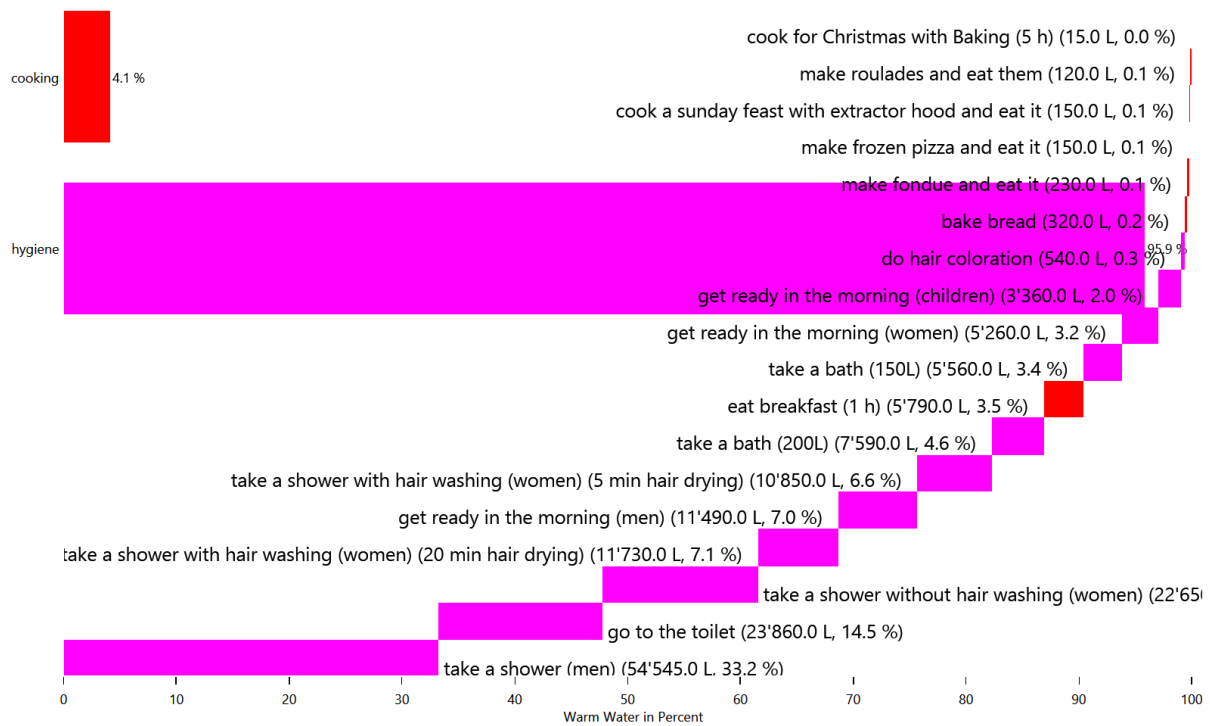 cook for Christmas with Baking (5 h) (15.0 L, 0.0 %)
cooking
4.1 %
make roulades and eat them (120.0 L, 0.1 %)
cook a sunday feast with extractor hood and eat it (150.0 L, 0.1 %)
make frozen pizza and eat it (150.0 L, 0.1 %)
make fondue and eat it (230.0 L, 0.1 %)
bake bread (320.0 L, 0.2 %)
hygiene
95.9 %
do hair coloration (540.0 L, 0.3 %)
get ready in the morning (children) (3'360.0 L, 2.0 %)
get ready in the morning (women) (5'260.0 L, 3.2 %)
take a bath (150L) (5'560.0 L, 3.4 %)
eat breakfast (1 h) (5'790.0 L, 3.5 %)
take a bath (200L) (7'590.0 L, 4.6 %)
take a shower with hair washing (women) (5 min hair drying) (10'850.0 L, 6.6 %)
get ready in the morning (men) (11'490.0 L, 7.0 %)
take a shower with hair washing (women) (20 min hair drying) (11'730.0 L, 7.1 %)
take a shower without hair washing (women) (22'65
go to the toilet (23'860.0 L, 14.5 %)
take a shower (men) (54'545.0 L, 33.2 %)
0 10 20 30 40 50 60 70 80 90 100
Warm Water in Percent